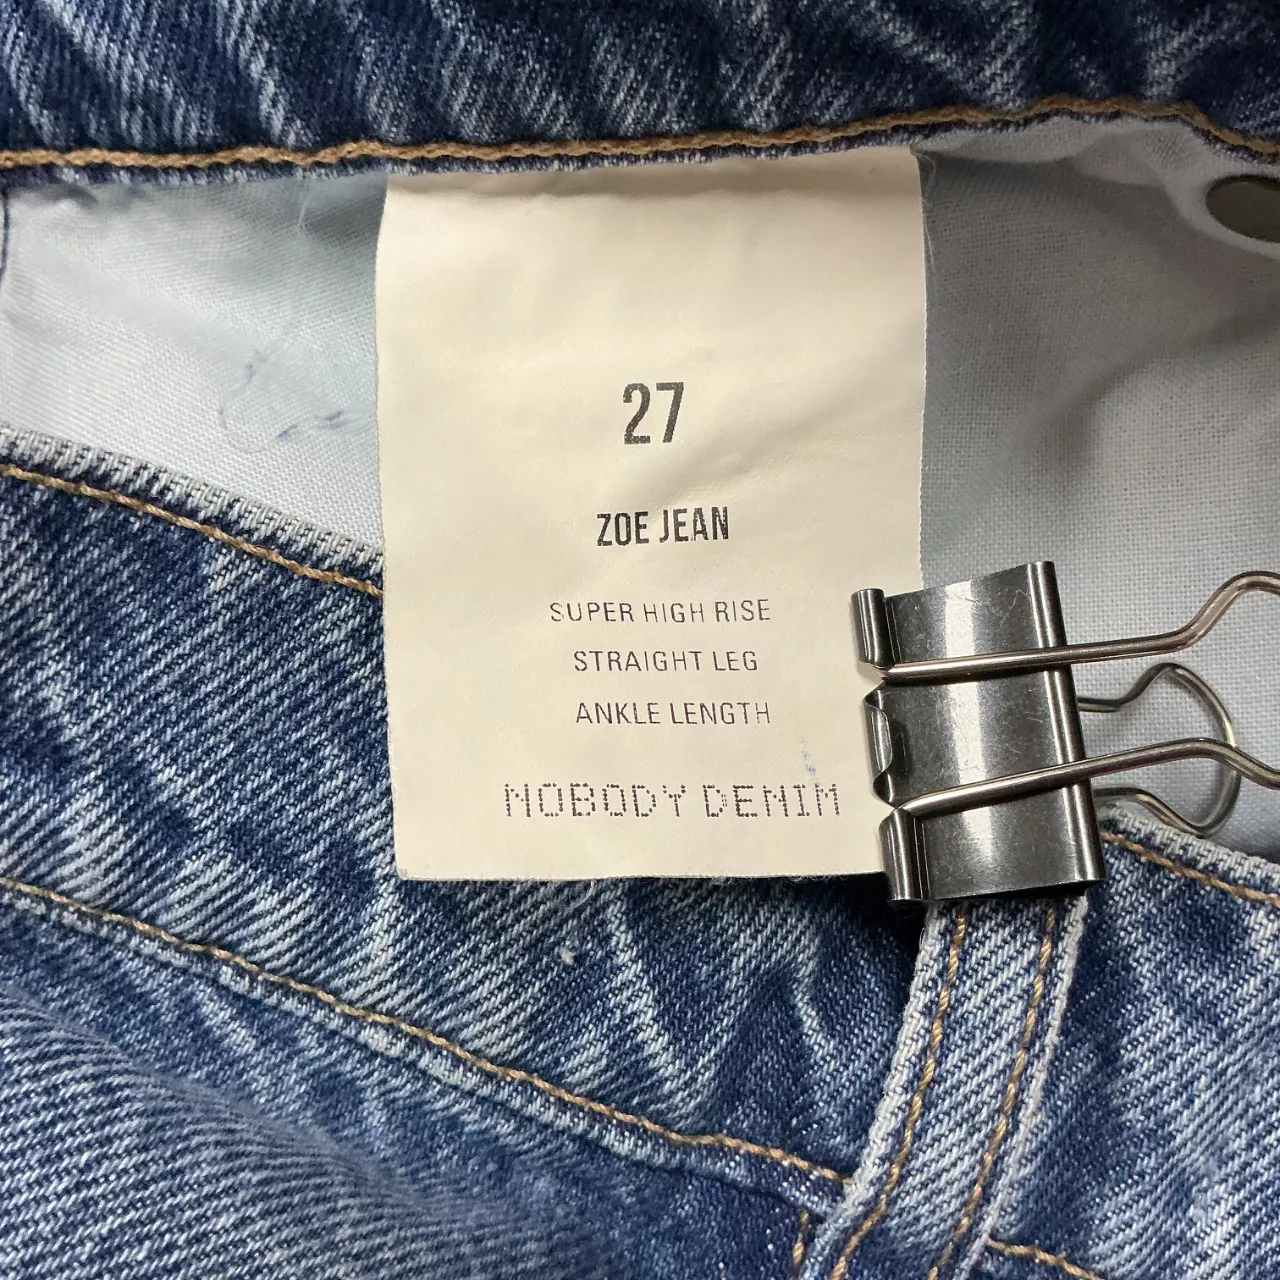 27
ZOE JEAN
SUPER HIGH RISE
STRAIGHT LEG
ANKLE LENGTH
NOBODY DENIM